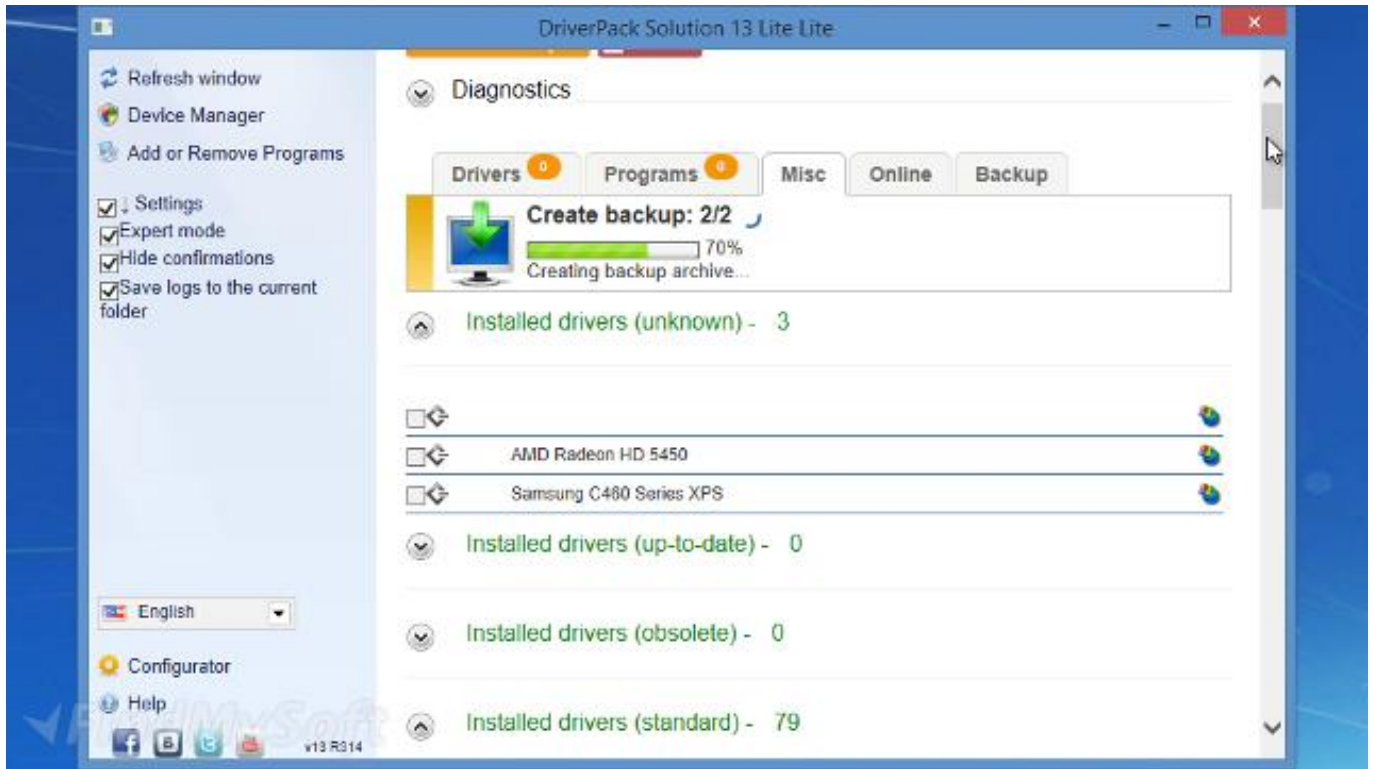 DriverPack Solution 13 Lite Lite
Refresh window
Device Manager
Add or Remove Programs
↓ Settings
Expert mode
Hide confirmations
Save logs to the current
folder
English
Configurator
Help
v13 R314
Diagnostics
Drivers 0 Programs 0 Misc Online Backup
Create backup: 2/2
70%
Creating backup archive...
Installed drivers (unknown) - 3
AMD Radeon HD 5450
Samsung C460 Series XPS
Installed drivers (up-to-date) - 0
Installed drivers (obsolete) - 0
Installed drivers (standard) - 79
FindMySoft